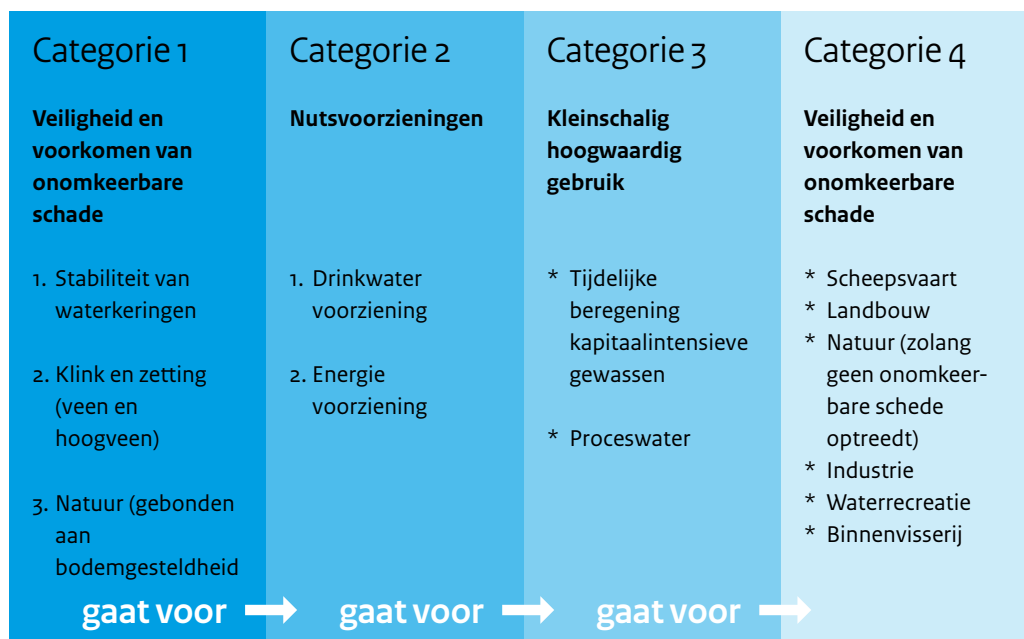 Categorie 1
Veiligheid en
voorkomen van
onomkeerbare
schade
1. Stabiliteit van
waterkeringen
2. Klink en zetting
(veen en
hoogveen)
3. Natuur (gebonden
aan
bodemgesteldheid
gaat voor
Categorie 2
Nutsvoorzieningen
1. Drinkwater
voorziening
2. Energie
voorziening
gaat voor
Categorie 3
Kleinschalig
hoogwaardig
gebruik
* Tijdelijke
beregening
kapitaalintensieve
gewassen
* Proceswater
gaat voor
Categorie 4
Veiligheid en
voorkomen van
onomkeerbare
schade
* Scheepsvaart
* Landbouw
* Natuur (zolang
geen onomkeer-
bare schede
optreedt)
* Industrie
* Waterrecreatie
* Binnenvisserij